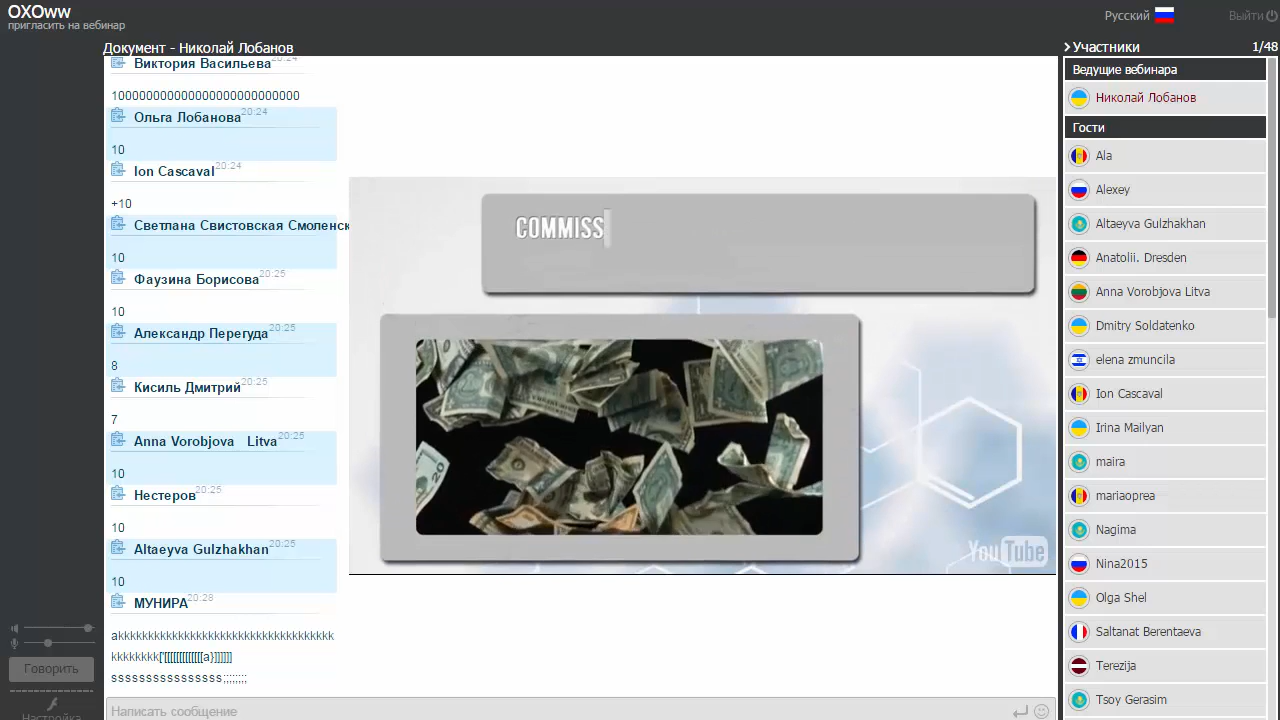 OXOww
пригласить на вебинар
Русский
Выйти
Документ - Николай Лобанов
Участники
1/48
Виктория Васильева 20:24
Ольга Лобанова 20:24
10
Ion Cascaval 20:24
+10
Светлана Свистовская Смоленск
10
Фаузина Борисова 20:25
10
Александр Перегуда 20:25
8
Кисиль Дмитрий 20:25
7
Anna Vorobjova Litva 20:25
10
Нестеров 20:25
10
Altaeyva Gulzhakhan 20:25
10
МУНИРА 20:28
Написать сообщение
COMMISS
YouTube
Ведущие вебинара
Николай Лобанов
Гости
Ala
Alexey
Altaeyva Gulzhakhan
Anatolii. Dresden
Anna Vorobjova Litva
Dmitry Soldatenko
elena zmuncila
Ion Cascaval
Irina Mailyan
maira
mariaoprea
Nagima
Nina2015
Olga Shel
Saltanat Berentaeva
Terezija
Tsoy Gerasim
Говорить
Настройка